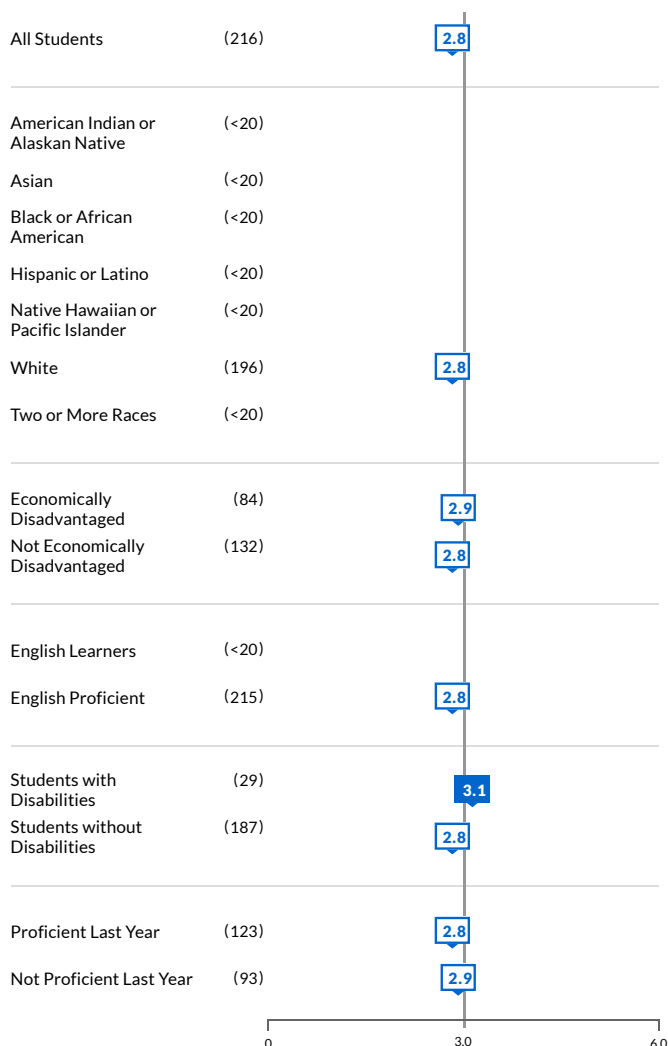 All Students (216) 2.8
American Indian or (<20)
Alaskan Native
Asian (<20)
Black or African (<20)
American
Hispanic or Latino (<20)
Native Hawaiian or (<20)
Pacific Islander
White (196) 2.8
Two or More Races (<20)
Economically (84) 2.9
Disadvantaged
Not Economically (132) 2.8
Disadvantaged
English Learners (<20)
English Proficient (215) 2.8
Students with (29) 3.1
Disabilities
Students without (187) 2.8
Disabilities
Proficient Last Year (123) 2.8
Not Proficient Last Year (93) 2.9
0 3.0 6.0